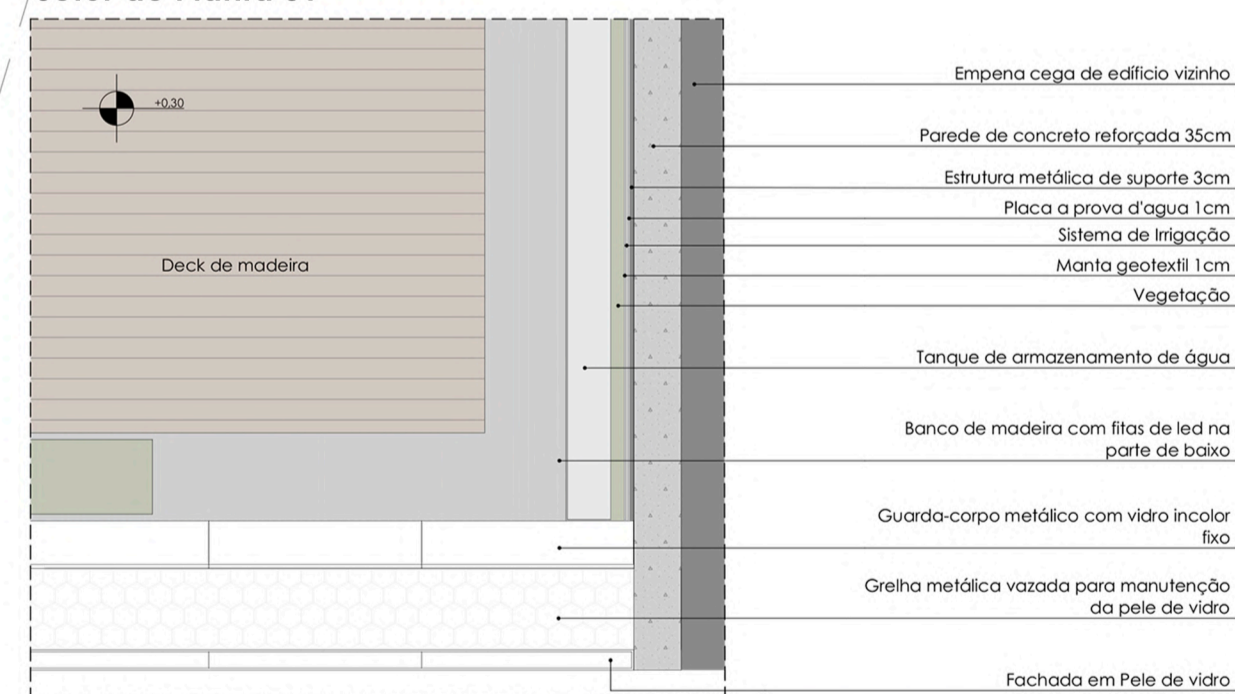 +0,30
Deck de madeira
Empena cega de edíficio vizinho
Parede de concreto reforçada 35cm
Estrutura metálica de suporte 3cm
Placa a prova d'agua 1cm
Sistema de Irrigação
Manta geotextil 1cm
Vegetação
Tanque de armazenamento de água
Banco de madeira com fitas de led na
parte de baixo
Guarda-corpo metálico com vidro incolor
fixo
Grelha metálica vazada para manutenção
da pele de vidro
Fachada em Pele de vidro